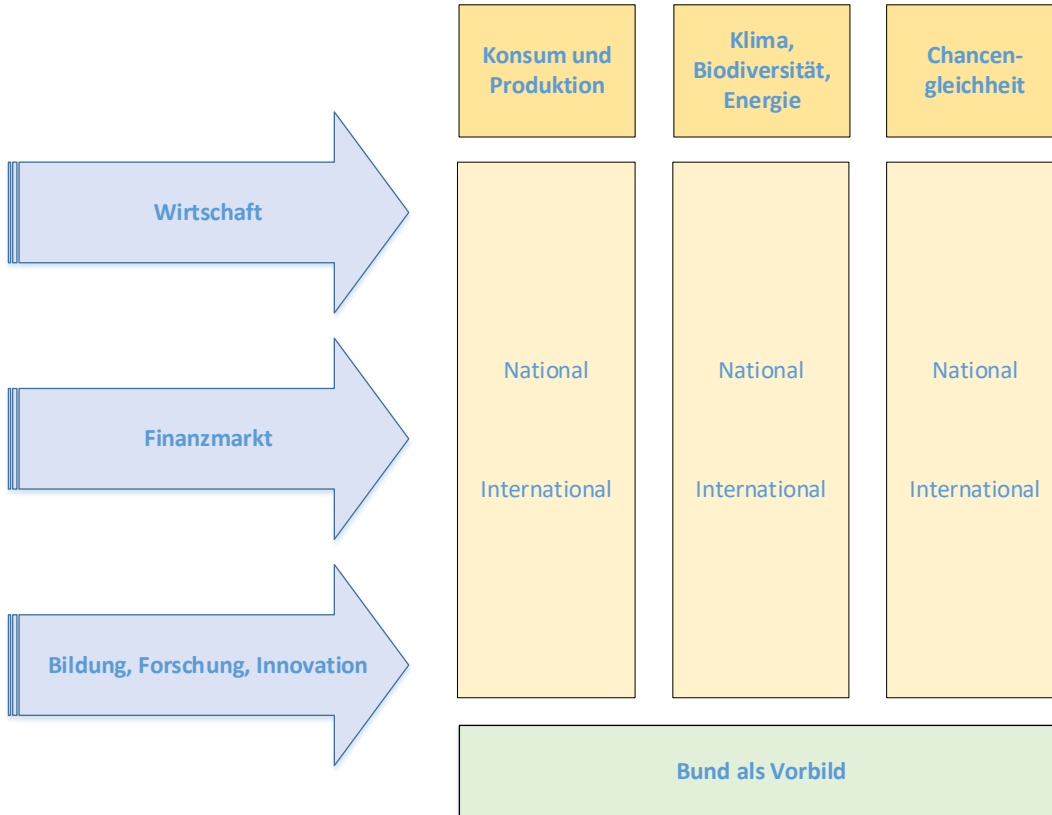 Konsum und
Produktion
Klima,
Biodiversität,
Energie
Chancen-
gleichheit
Wirtschaft
National
National
National
Finanzmarkt
International
International
International
Bildung, Forschung, Innovation
Bund als Vorbild